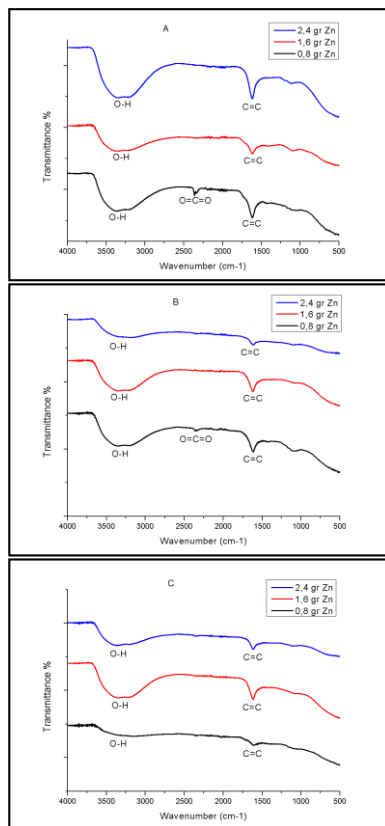 A
2,4 gr Zn
1,6 gr Zn
0,8 gr Zn
Transmittance %
O-H
C=C
O-H
C=C
O-H
O=C=O
C=C
4000 3500 3000 2500 2000 1500 1000 500
Wavenumber (cm-1)
B
2,4 gr Zn
1,6 gr Zn
0,8 gr Zn
Transmittance %
O-H
C=C
O-H
C=C
O-H
O=C=O
C=C
4000 3500 3000 2500 2000 1500 1000 500
Wavenumber (cm-1)
C
2,4 gr Zn
1,6 gr Zn
0,8 gr Zn
Transmittance %
O-H
C=C
O-H
C=C
O-H
C=C
4000 3500 3000 2500 2000 1500 1000 500
Wavenumber (cm-1)